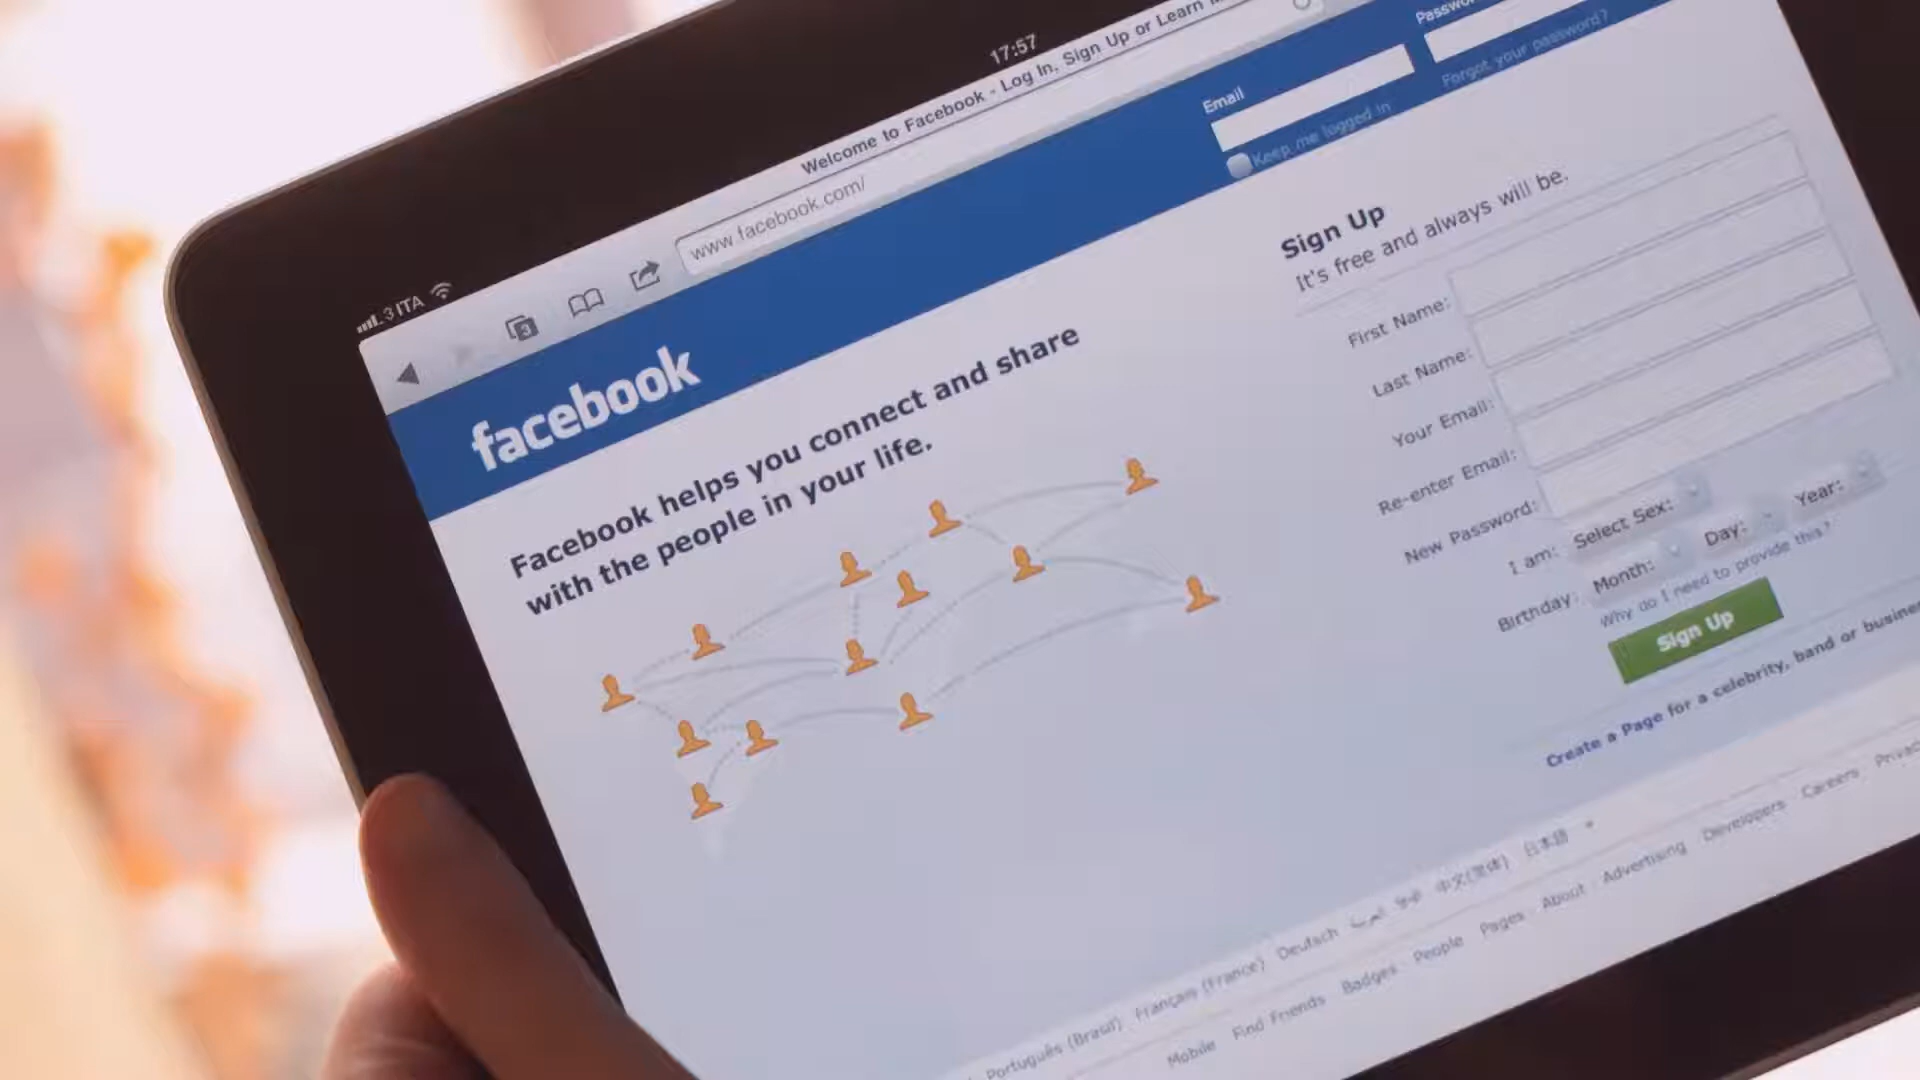 17:57
3 ITA
Welcome to Facebook - Log In, Sign Up or Learn
3
www.facebook.com/
facebook
Email
Password
Keep me logged in
Forgot your password?
Facebook helps you connect and share
with the people in your life.
Sign Up
It's free and always will be.
First Name:
Last Name:
Your Email:
Re-enter Email:
New Password:
I am: Select Sex:
Birthday: Month: Day: Year:
Why do I need to provide this?
Sign Up
Create a Page for a celebrity, band or business
Português (Brasil) Français (France) Deutsch العربية हिन्दी 中文(简体) 日本語
Mobile Find Friends Badges People Pages About Advertising Developers Careers Privac